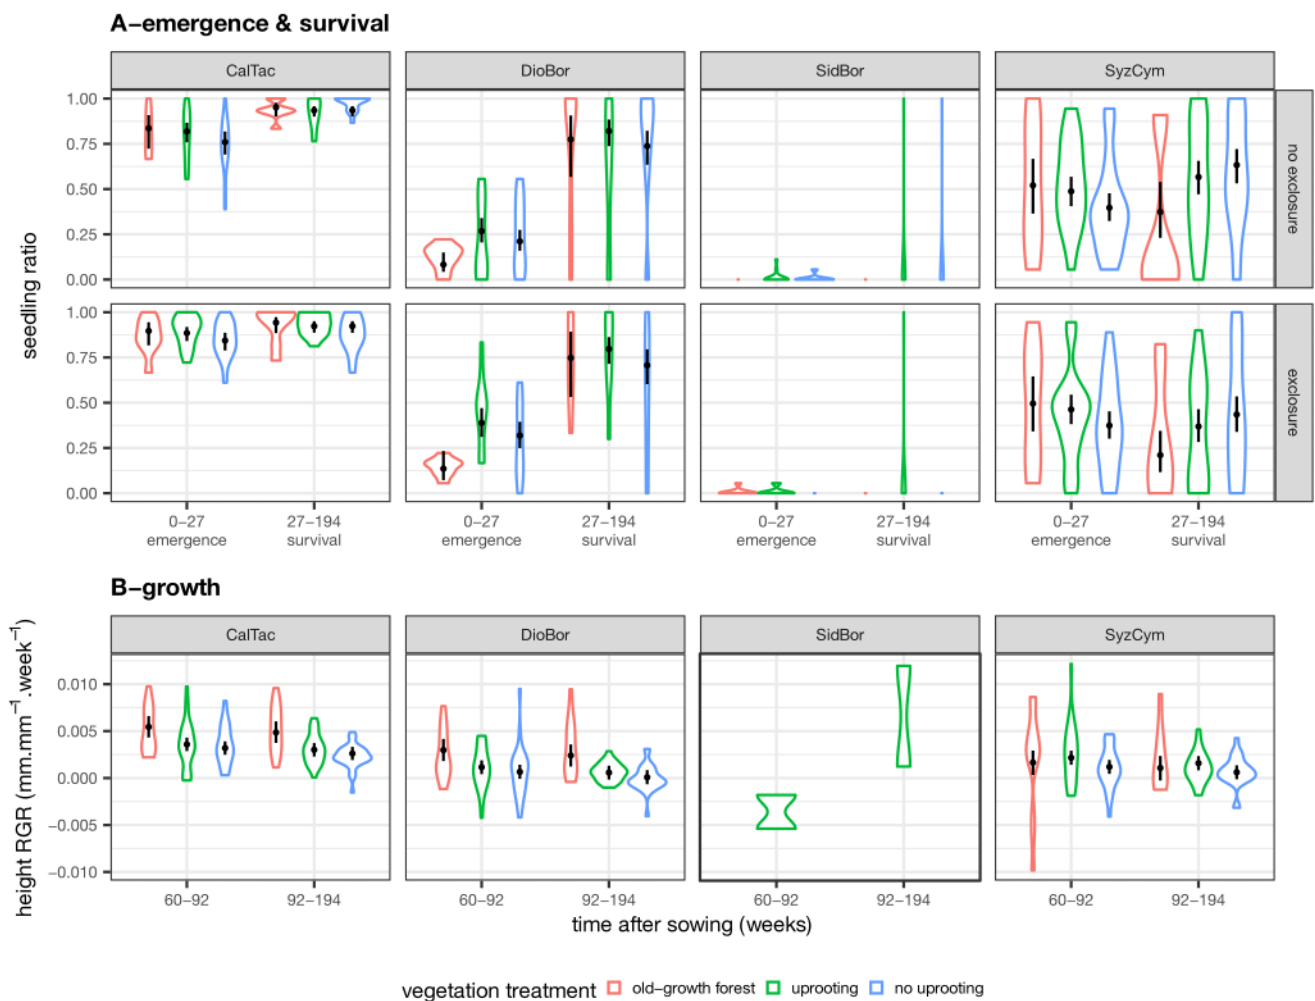 A−emergence & survival
CalTac DioBor SidBor SyzCym
1.00
0.75
0.50
0.25
0.00
no exclosure
1.00
0.75
0.50
0.25
0.00
exclosure
seedling ratio
0−27 27−194 0−27 27−194 0−27 27−194 0−27 27−194
emergence survival emergence survival emergence survival emergence survival
B−growth
CalTac DioBor SidBor SyzCym
0.010
0.005
0.000
−0.005
−0.010
height RGR (mm.mm⁻¹.week⁻¹)
60−92 92−194 60−92 92−194 60−92 92−194 60−92 92−194
time after sowing (weeks)
vegetation treatment old−growth forest uprooting no uprooting